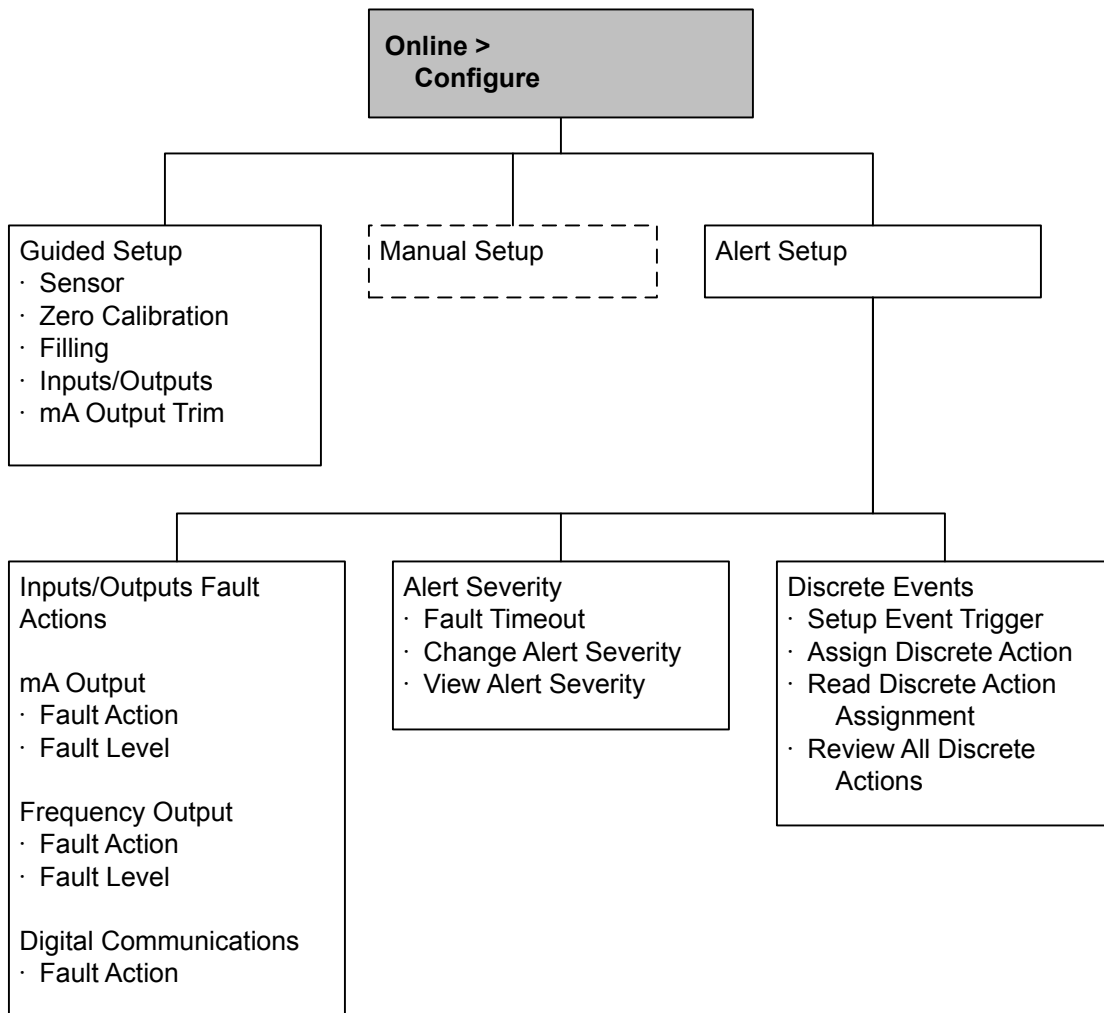 Online >
Configure
Guided Setup
· Sensor
· Zero Calibration
· Filling
· Inputs/Outputs
· mA Output Trim
Manual Setup
Alert Setup
Inputs/Outputs Fault
Actions
mA Output
· Fault Action
· Fault Level
Frequency Output
· Fault Action
· Fault Level
Digital Communications
· Fault Action
Alert Severity
· Fault Timeout
· Change Alert Severity
· View Alert Severity
Discrete Events
· Setup Event Trigger
· Assign Discrete Action
· Read Discrete Action
Assignment
· Review All Discrete
Actions